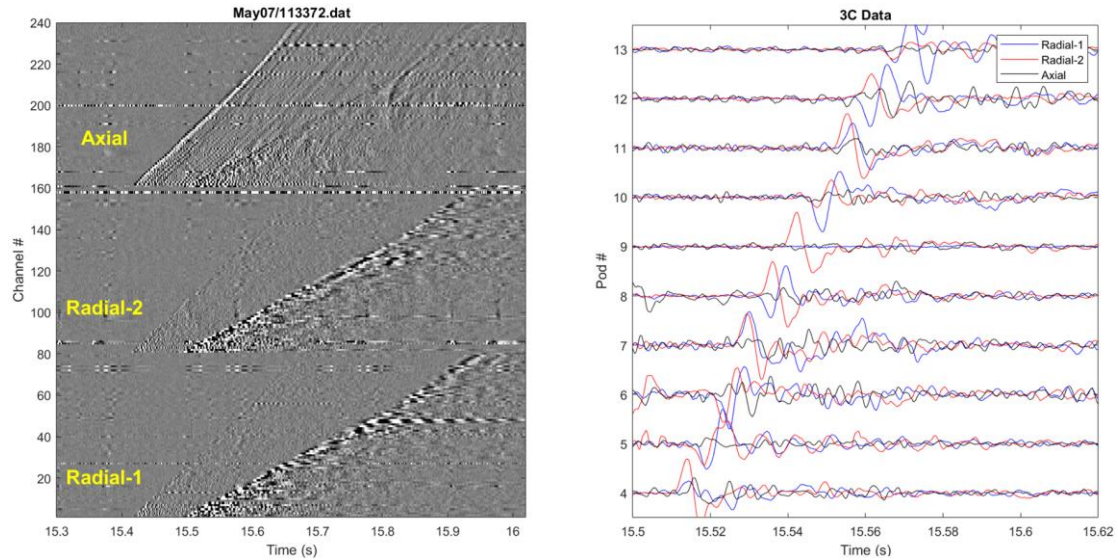 May07/113372.dat
240
220
200
180
160
140
120
100
80
60
40
20
Channel #
Axial
Radial-2
Radial-1
15.3 15.4 15.5 15.6 15.7 15.8 15.9 16
Time (s)
3C Data
13
12
11
10
9
8
7
6
5
4
Pod #
Radial-1
Radial-2
Axial
15.5 15.52 15.54 15.56 15.58 15.6 15.62
Time (s)